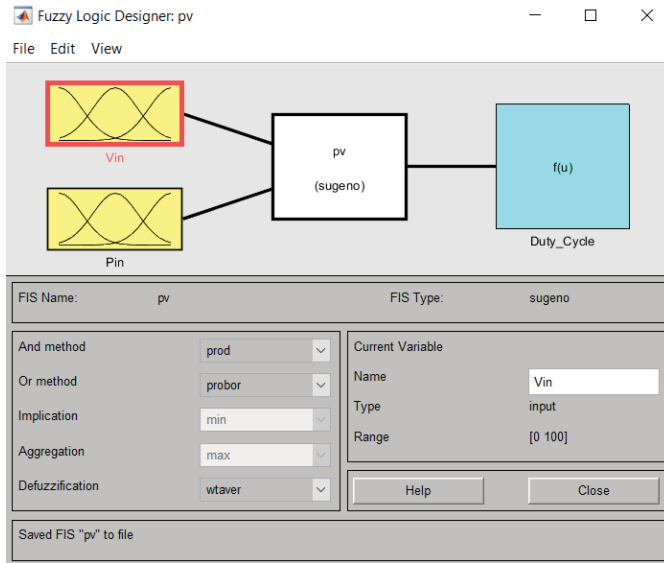 Fuzzy Logic Designer: pv
File Edit View
Vin
Pin
pv
(sugeno)
f(u)
Duty_Cycle
FIS Name: pv FIS Type: sugeno
And method prod
Or method probor
Implication min
Aggregation max
Defuzzification wtaver
Current Variable
Name Vin
Type input
Range [0 100]
Help Close
Saved FIS "pv" to file